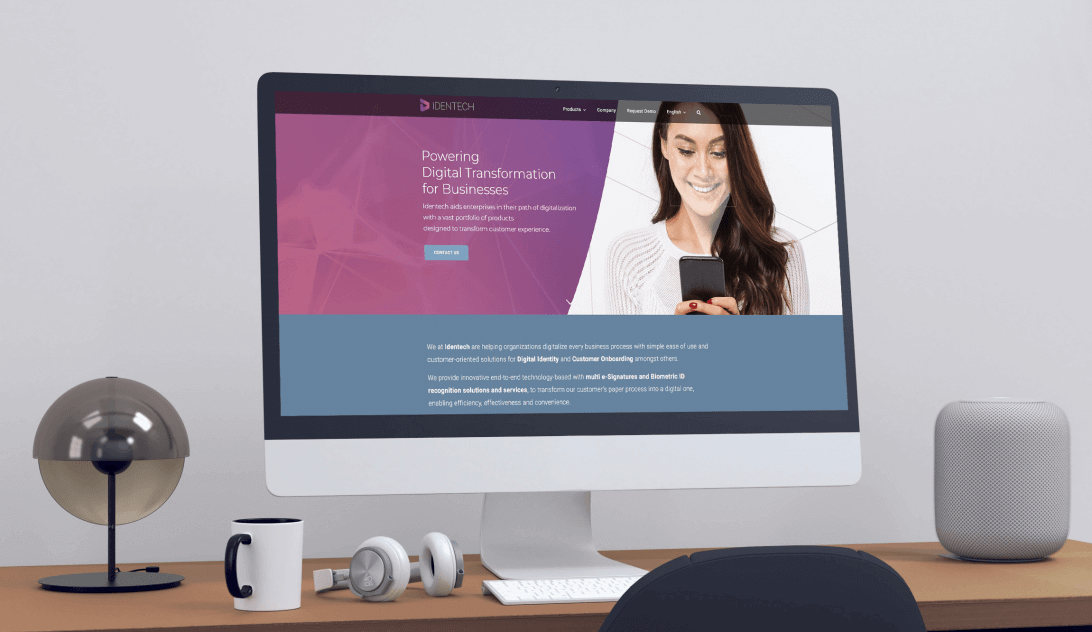 IDENTECH
Products
Company
Request Demo
English
Powering
Digital Transformation
for Businesses
Identech aids enterprises in their path of digitalization
with a vast portfolio of products
designed to transform customer experience.
CONTACT US
We at Identech are helping organizations digitalize every business process with simple ease of use and
customer-oriented solutions for Digital Identity and Customer Onboarding amongst others.
We provide innovative end-to-end technology-based with multi e-Signatures and Biometric ID
recognition solutions and services, to transform our customer's paper process into a digital one,
enabling efficiency, effectiveness and convenience.